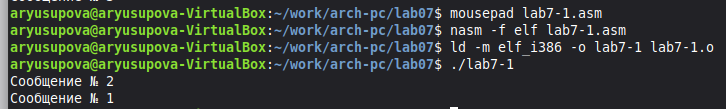 aryusupova@aryusupova-VirtualBox:~/work/arch-pc/lab07$ mousepad lab7-1.asm
aryusupova@aryusupova-VirtualBox:~/work/arch-pc/lab07$ nasm -f elf lab7-1.asm
aryusupova@aryusupova-VirtualBox:~/work/arch-pc/lab07$ ld -m elf_i386 -o lab7-1 lab7-1.o
aryusupova@aryusupova-VirtualBox:~/work/arch-pc/lab07$ ./lab7-1
Сообщение № 2
Сообщение № 1